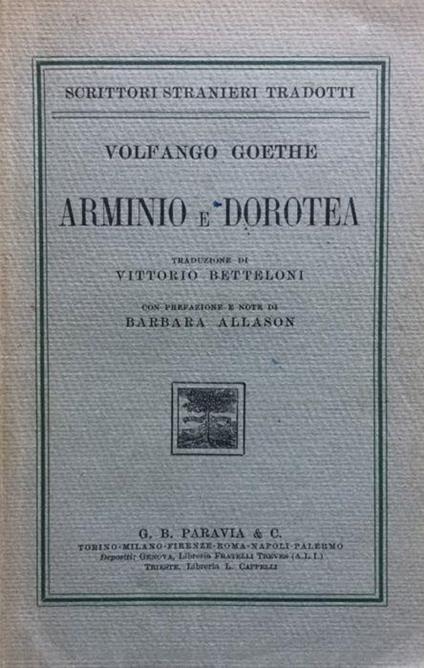 SCRITTORI STRANIERI TRADOTTI
VOLFANGO GOETHE
ARMINIO E DOROTEA
TRADUZIONE DI
VITTORIO BETTELONI
CON PREFAZIONE E NOTE DI
BARBARA ALLASON
G. B. PARAVIA & C.
TORINO-MILANO-FIRENZE-ROMA-NAPOLI-PALERMO
Depositi: GENOVA, Libreria FRATELLI TREVES (A.L.I.)
TRIESTE, Libreria L. CAPPELLI